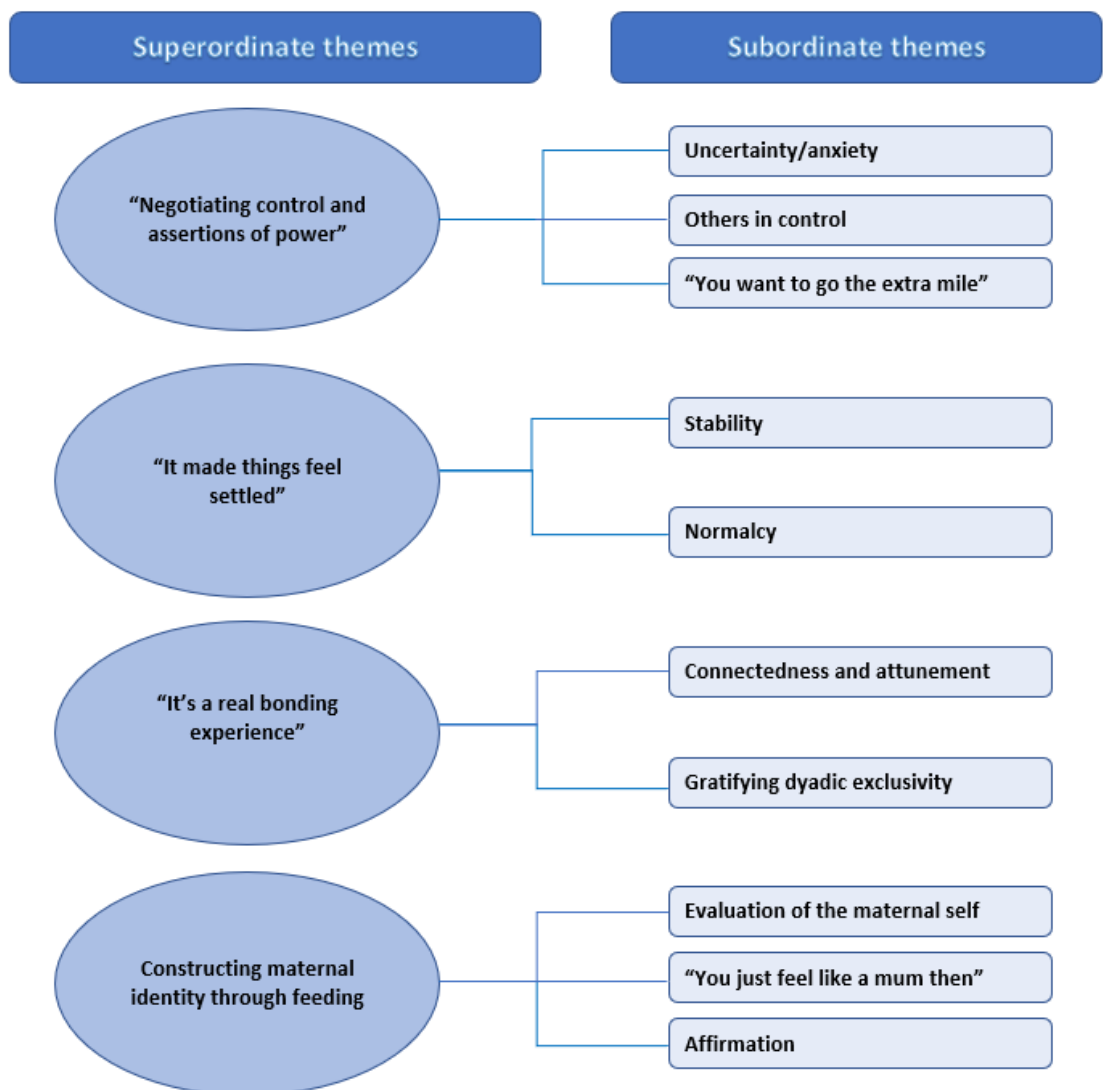 Superordinate themes
Subordinate themes
“Negotiating control and
assertions of power”
Uncertainty/anxiety
Others in control
“You want to go the extra mile”
“It made things feel
settled”
Stability
Normalcy
“It’s a real bonding
experience”
Connectedness and attunement
Gratifying dyadic exclusivity
Constructing maternal
identity through feeding
Evaluation of the maternal self
“You just feel like a mum then”
Affirmation